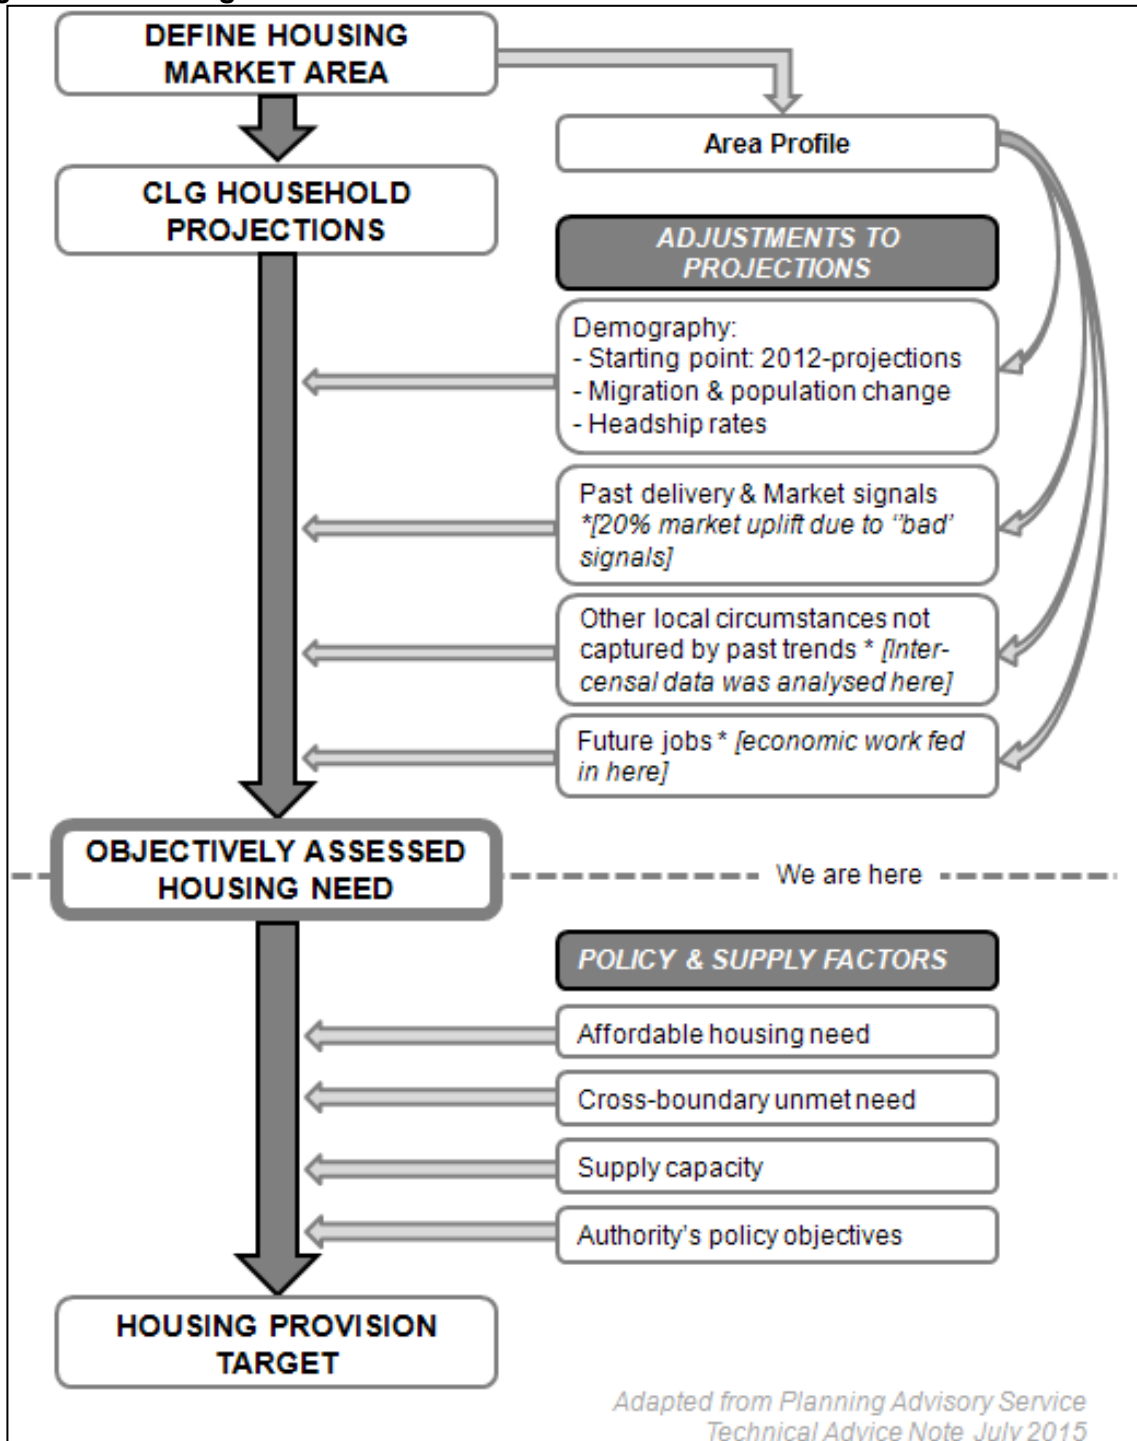 DEFINE HOUSING
MARKET AREA
Area Profile
CLG HOUSEHOLD
PROJECTIONS
ADJUSTMENTS TO
PROJECTIONS
Demography:
- Starting point: 2012-projections
- Migration & population change
- Headship rates
Past delivery & Market signals
*[20% market uplift due to ‘'bad’
signals]
Other local circumstances not
captured by past trends * [Inter-
censal data was analysed here]
Future jobs * [economic work fed
in here]
OBJECTIVELY ASSESSED
HOUSING NEED
We are here
POLICY & SUPPLY FACTORS
Affordable housing need
Cross-boundary unmet need
Supply capacity
Authority’s policy objectives
HOUSING PROVISION
TARGET
Adapted from Planning Advisory Service
Technical Advice Note July 2015